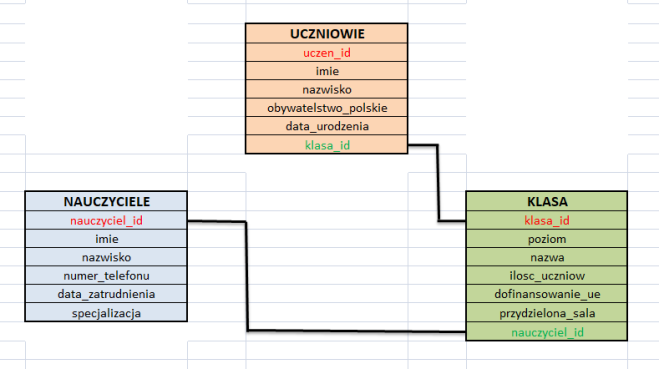 UCZNIOWIE
uczen_id
imie
nazwisko
obywatelstwo_polskie
data_urodzenia
klasa_id
NAUCZYCIELE
nauczyciel_id
imie
nazwisko
numer_telefonu
data_zatrudnienia
specjalizacja
KLASA
klasa_id
poziom
nazwa
ilosc_uczniow
dofinansowanie_ue
przydzielona_sala
nauczyciel_id